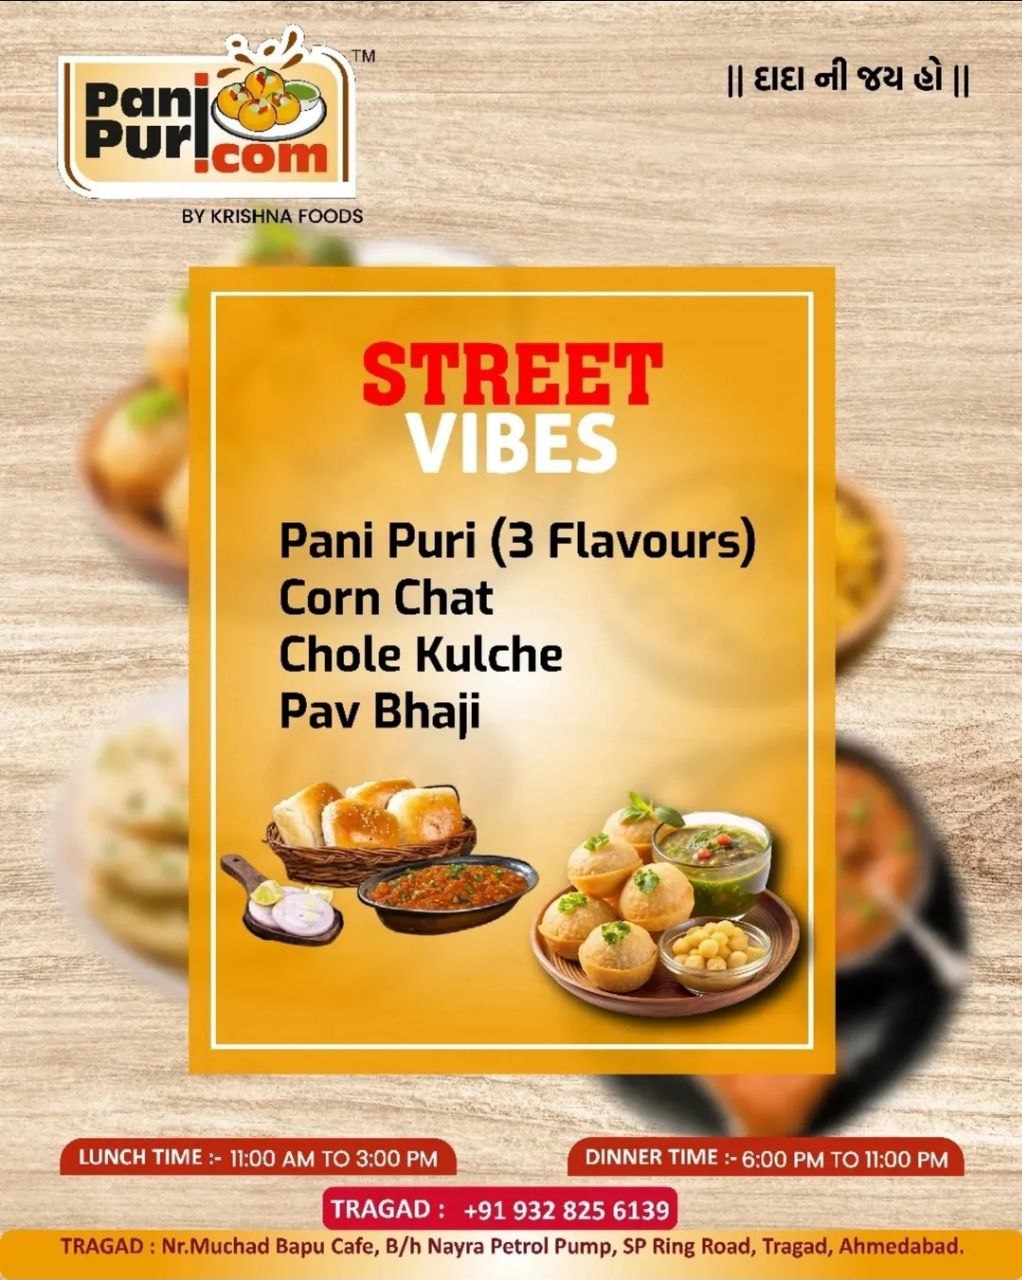 Pani Puri.com TM
|| દાદા ની જય હો ||
BY KRISHNA FOODS
STREET
VIBES
Pani Puri (3 Flavours)
Corn Chat
Chole Kulche
Pav Bhaji
LUNCH TIME :- 11:00 AM TO 3:00 PM
DINNER TIME :- 6:00 PM TO 11:00 PM
TRAGAD : +91 932 825 6139
TRAGAD : Nr.Muchad Bapu Cafe, B/h Nayra Petrol Pump, SP Ring Road, Tragad, Ahmedabad.